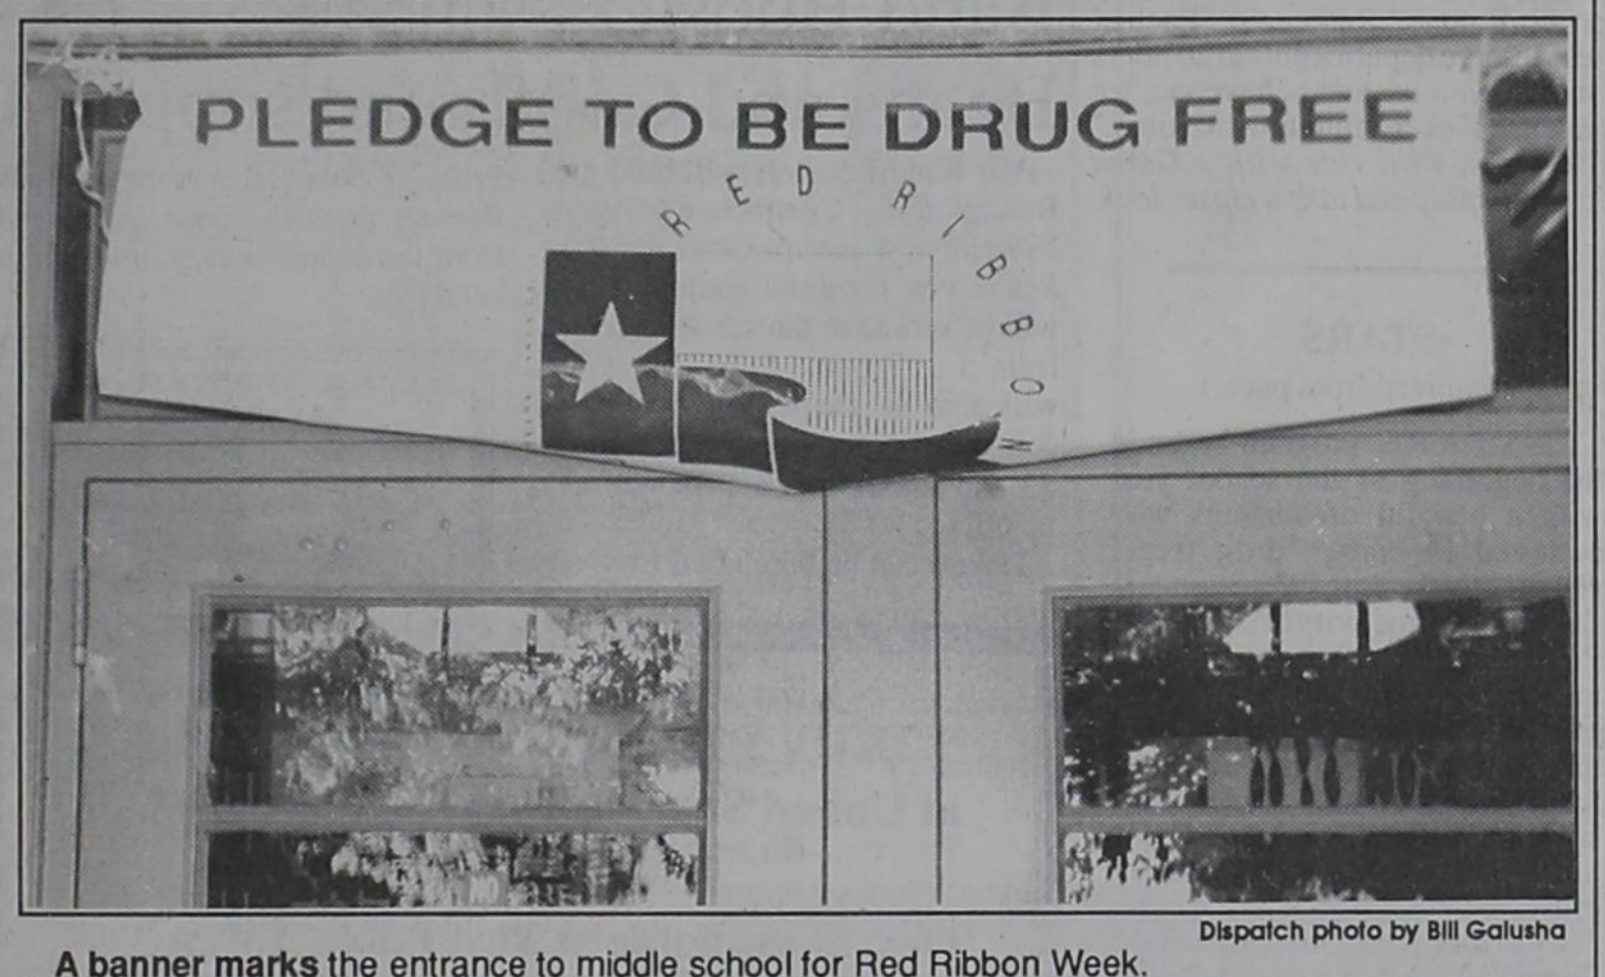 PLEDGE TO BE DRUG FREE
RED RIBBON
NO
Dispatch photo by Bill Galusha
A banner marks the entrance to middle school for Red Ribbon Week.